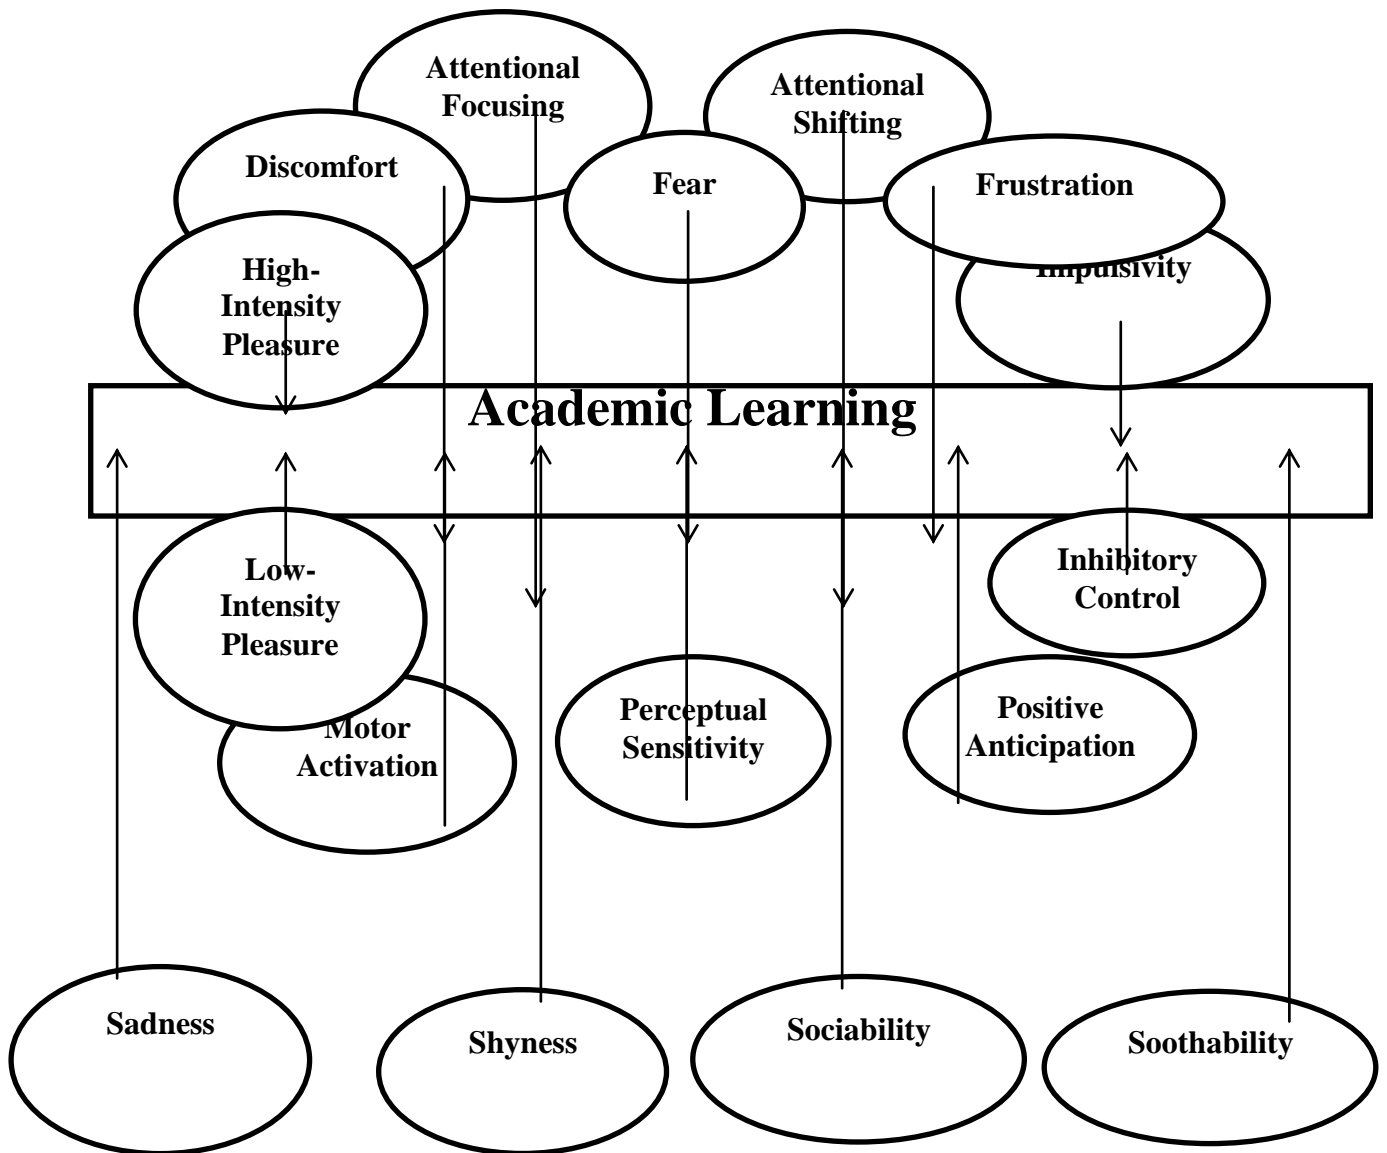 Attentional
Focusing
Attentional
Shifting
Discomfort
Fear
Frustration
High-
Intensity
Pleasure
Impulsivity
Academic Learning
Low-
Intensity
Pleasure
Inhibitory
Control
Motor
Activation
Perceptual
Sensitivity
Positive
Anticipation
Sadness
Shyness
Sociability
Soothability